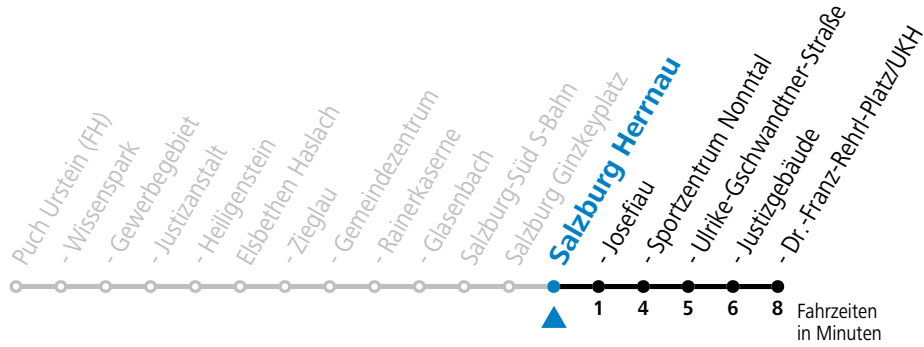 Puch Urstein (FH)
- Wissenspark
- Gewerbegebiet
- Justizanstalt
- Heiligenstein
Elsbethen Haslach
- Zieglau
- Gemeindezentrum
- Rainerkaserne
- Glasenbach
Salzburg-Süd S-Bahn
Salzburg Ginzkeyplatz
Salzburg Herrnau
- Josefiau
- Sportzentrum Nonntal
- Ulrike-Gschwandtner-Straße
- Justizgebäude
- Dr.-Franz-Rehrl-Platz/UKH
1 4 5 6 8
Fahrzeiten
in Minuten